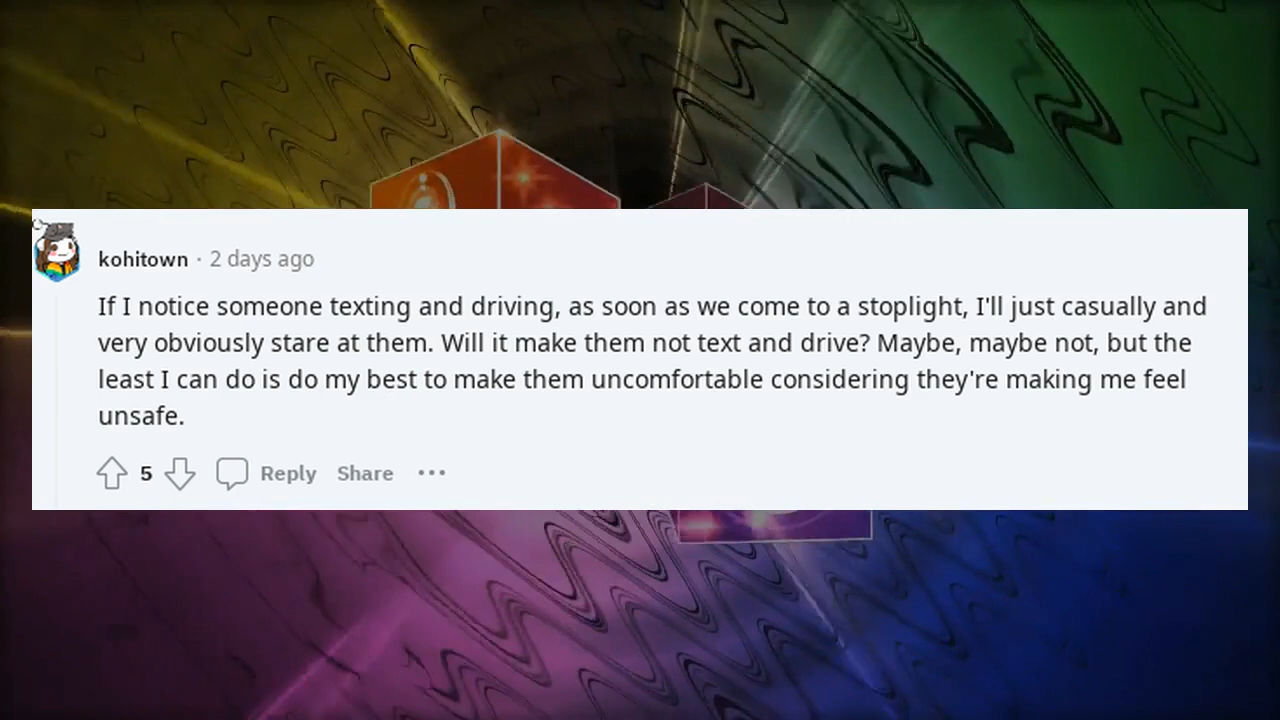 kohitown · 2 days ago
If I notice someone texting and driving, as soon as we come to a stoplight, I'll just casually and
very obviously stare at them. Will it make them not text and drive? Maybe, maybe not, but the
least I can do is do my best to make them uncomfortable considering they're making me feel
unsafe.
5 Reply Share ···